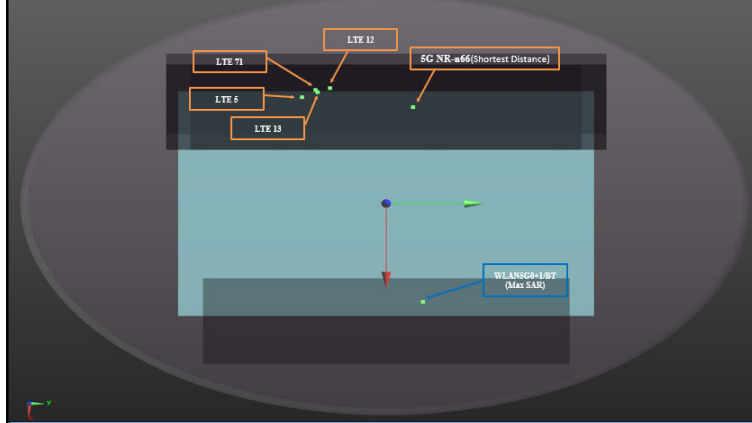 LTE 12
LTE 71
5G NR-n66(Shortest Distance)
LTE 5
LTE 13
WLAN5G0+1/BT
(Max SAR)
Y